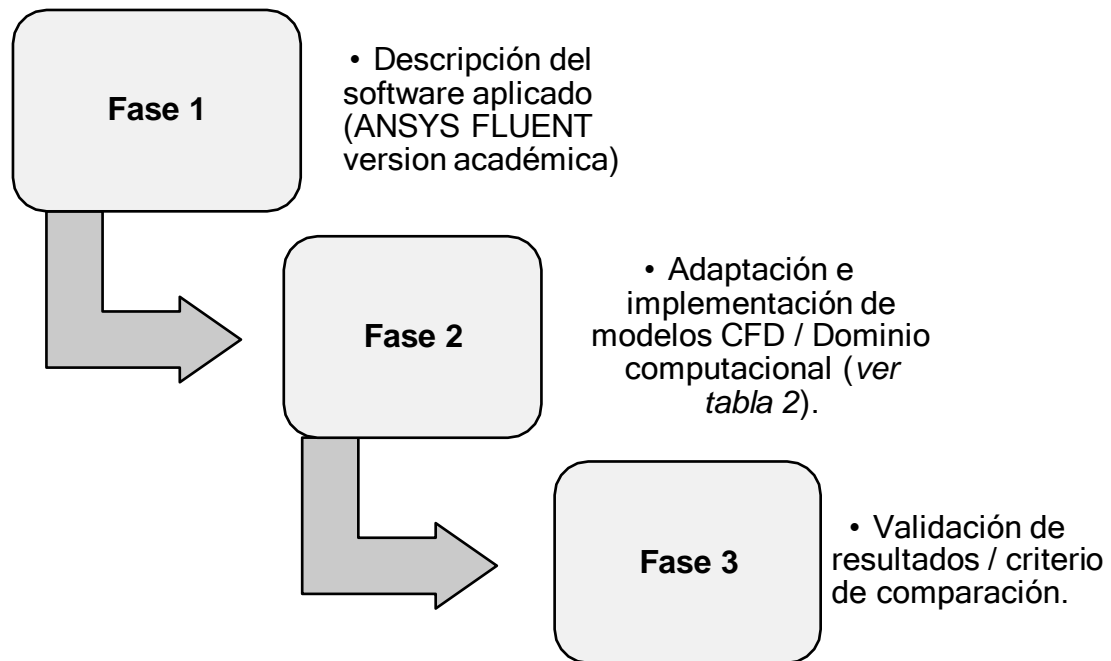 Fase 1
• Descripción del
software aplicado
(ANSYS FLUENT
version académica)
Fase 2
• Adaptación e
implementación de
modelos CFD / Dominio
computacional (ver
tabla 2).
Fase 3
• Validación de
resultados / criterio
de comparación.